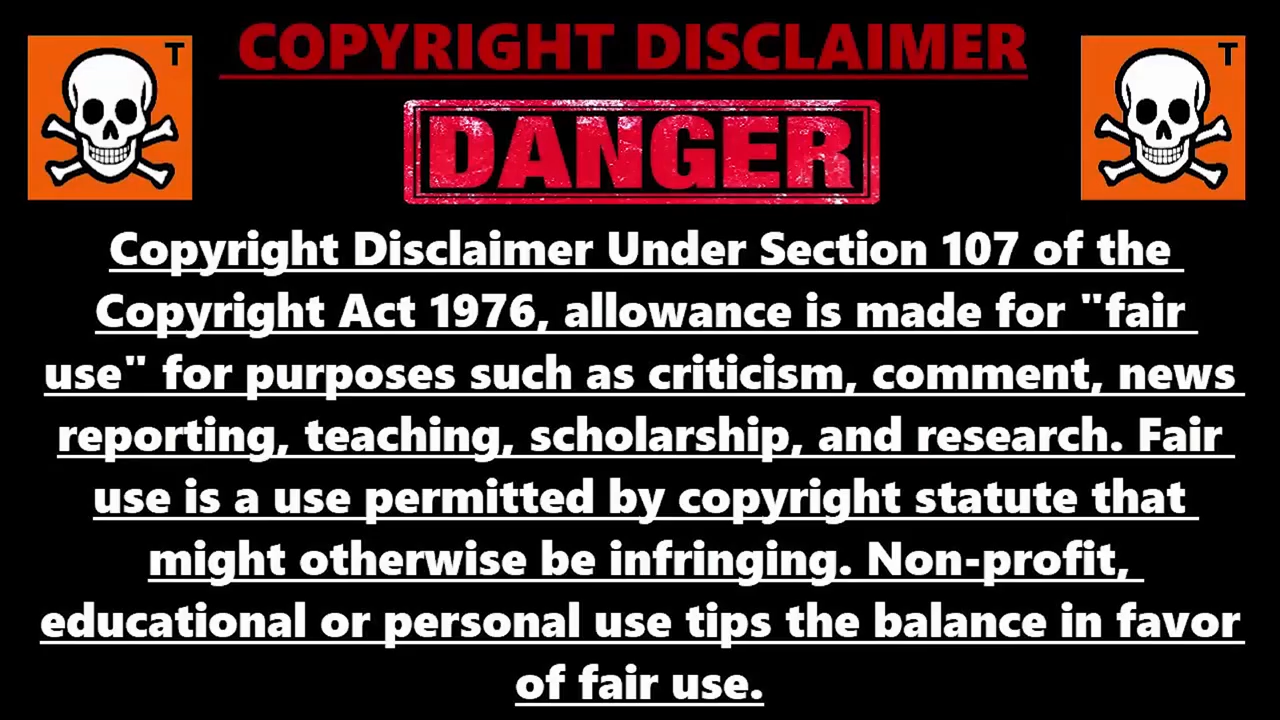 T COPYRIGHT DISCLAIMER T
DANGER
Copyright Disclaimer Under Section 107 of the
Copyright Act 1976, allowance is made for "fair
use" for purposes such as criticism, comment, news
reporting, teaching, scholarship, and research. Fair
use is a use permitted by copyright statute that
might otherwise be infringing. Non-profit,
educational or personal use tips the balance in favor
of fair use.